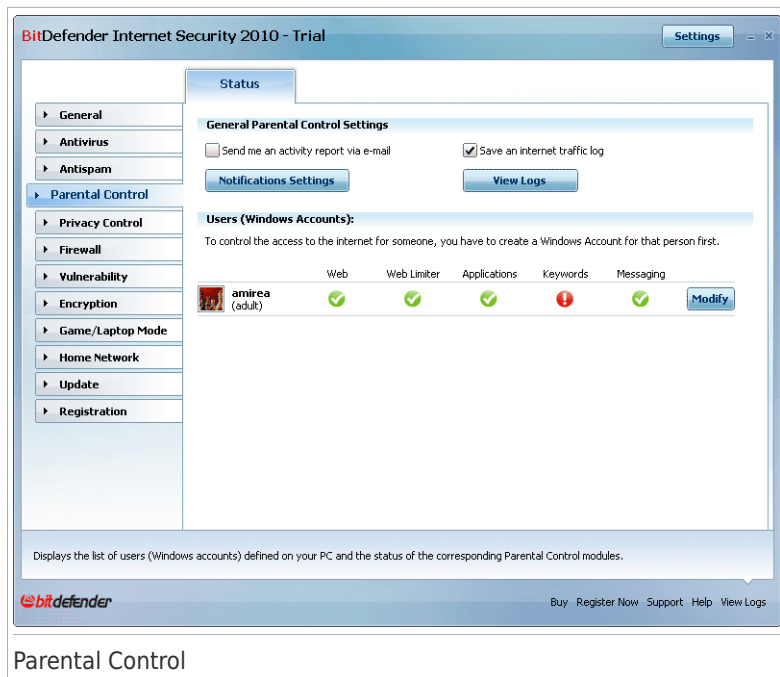 BitDefender Internet Security 2010 - Trial
Settings
Status
General
Antivirus
Antispam
Parental Control
Privacy Control
Firewall
Vulnerability
Encryption
Game/Laptop Mode
Home Network
Update
Registration
General Parental Control Settings
Send me an activity report via e-mail
Save an internet traffic log
Notifications Settings
View Logs
Users (Windows Accounts):
To control the access to the internet for someone, you have to create a Windows Account for that person first.
Web Web Limiter Applications Keywords Messaging
amirea
(adult)
Modify
Displays the list of users (Windows accounts) defined on your PC and the status of the corresponding Parental Control modules.
bitdefender
Buy Register Now Support Help View Logs
Parental Control